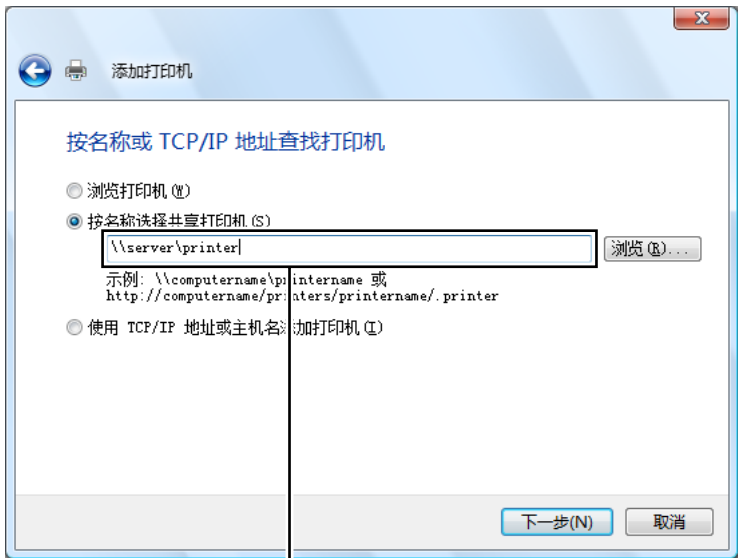 添加打印机
按名称或 TCP/IP 地址查找打印机
浏览打印机(W)
按名称选择共享打印机(S)
\\server\printer
浏览(R)...
示例: \\computername\printername 或
http://computername/printers/printername/.printer
使用 TCP/IP 地址或主机名添加打印机(I)
下一步(N)
取消